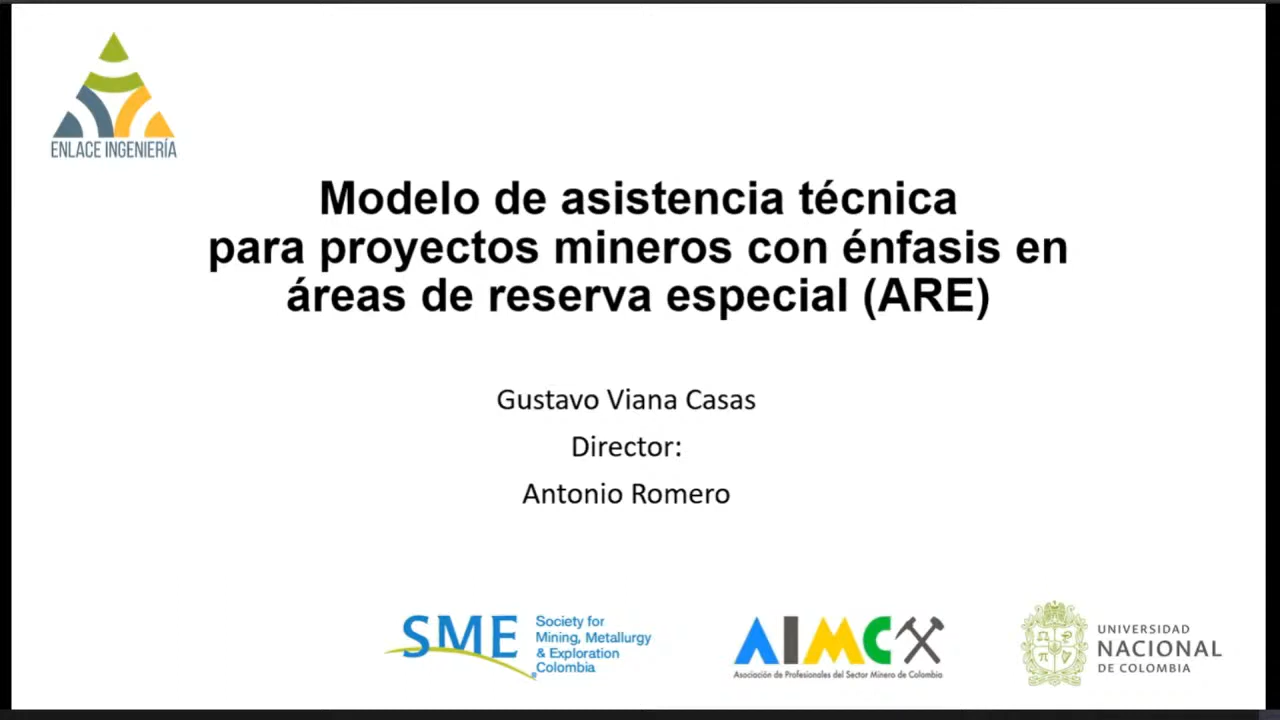 ENLACE INGENIERÍA
Modelo de asistencia técnica
para proyectos mineros con énfasis en
áreas de reserva especial (ARE)
Gustavo Viana Casas
Director:
Antonio Romero
SME
Society for
Mining, Metallurgy
& Exploration
Colombia
AIMC
Asociación de Profesionales del Sector Minero de Colombia
UNIVERSIDAD
NACIONAL
DE COLOMBIA